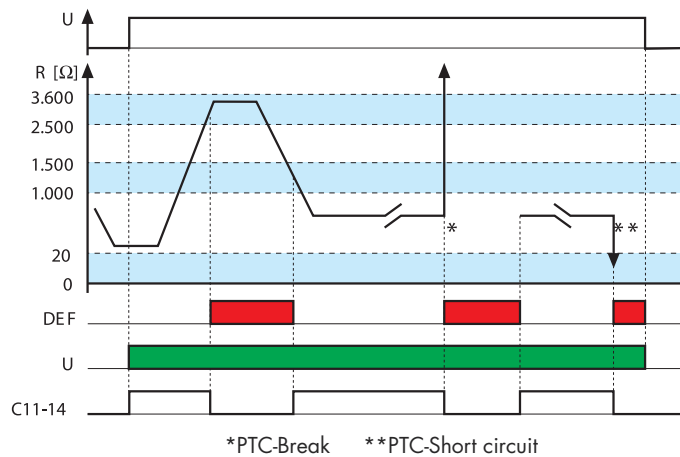 U
R [Ω]
3.600
2.500
1.500
1.000
*
**
20
0
DEF
U
C11-14
*PTC-Break **PTC-Short circuit